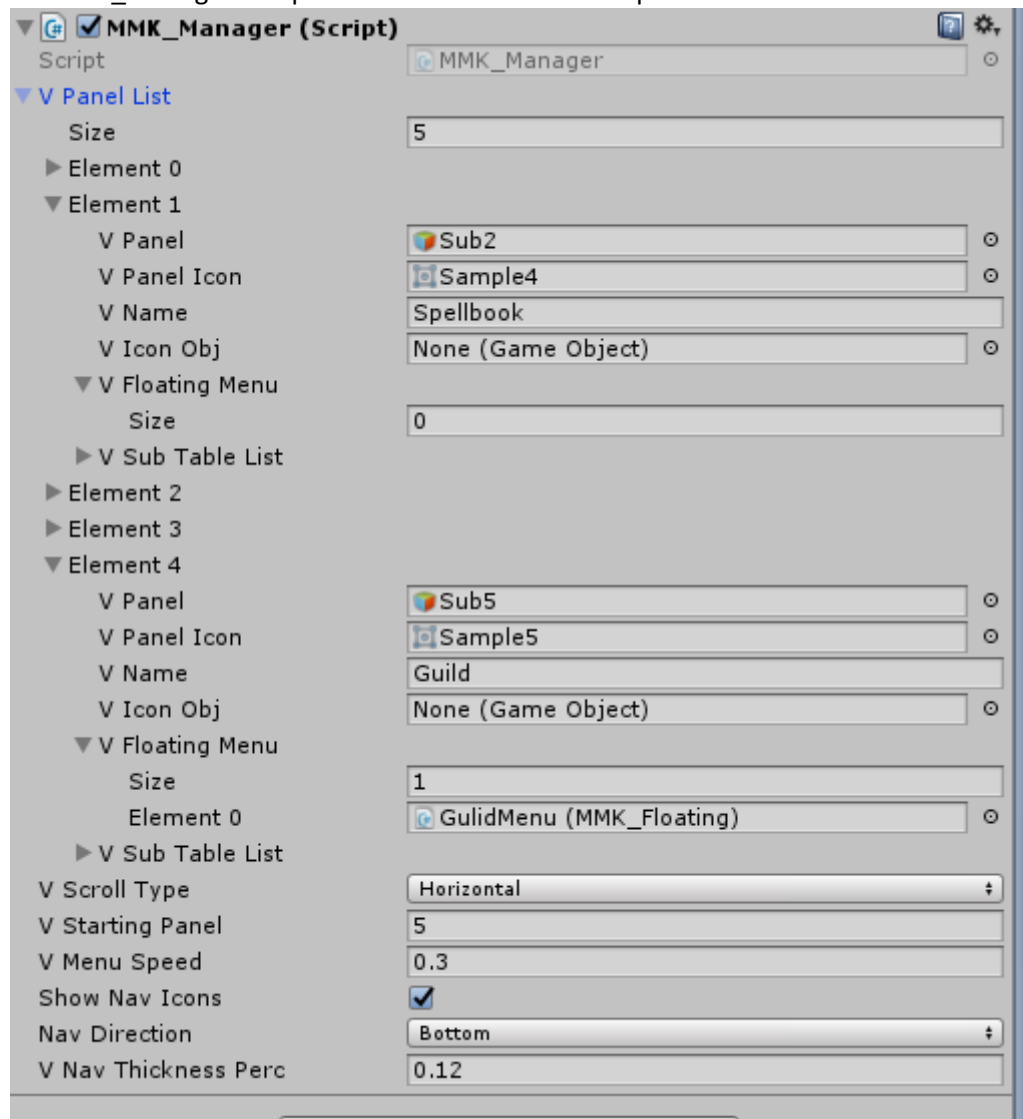 MMK_Manager (Script)
Script MMK_Manager
V Panel List
Size 5
Element 0
Element 1
V Panel Sub2
V Panel Icon Sample4
V Name Spellbook
V Icon Obj None (Game Object)
V Floating Menu
Size 0
V Sub Table List
Element 2
Element 3
Element 4
V Panel Sub5
V Panel Icon Sample5
V Name Guild
V Icon Obj None (Game Object)
V Floating Menu
Size 1
Element 0 GulidMenu (MMK_Floating)
V Sub Table List
V Scroll Type Horizontal
V Starting Panel 5
V Menu Speed 0.3
Show Nav Icons
Nav Direction Bottom
V Nav Thickness Perc 0.12